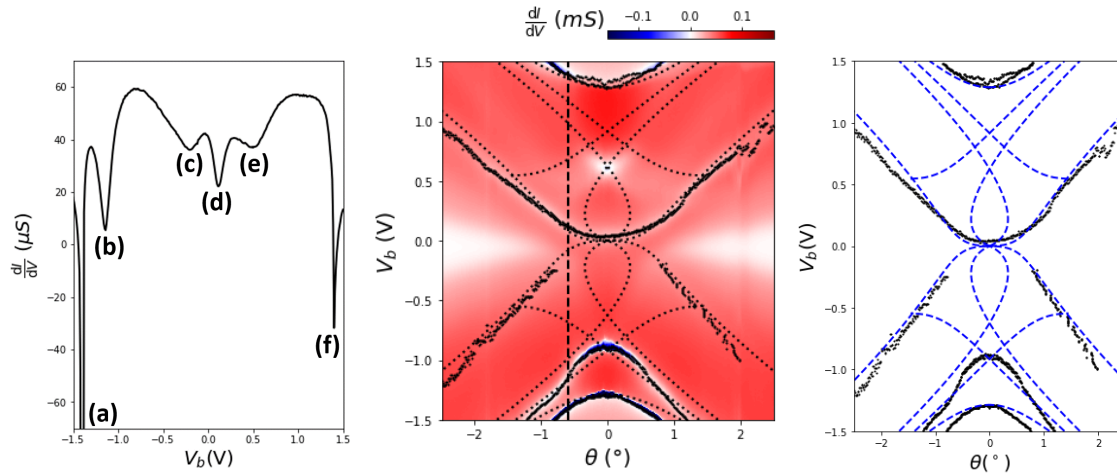 dI/dV (mS) −0.1 0.0 0.1
60
40
20
0
−20
−40
−60
dI/dV (μS)
(a)
(b)
(c)
(d)
(e)
(f)
−1.5 −1.0 −0.5 0.0 0.5 1.0 1.5
V_b(V)
1.5
1.0
0.5
0.0
−0.5
−1.0
−1.5
V_b (V)
−2 −1 0 1 2
θ (°)
1.5
1.0
0.5
0.0
−0.5
−1.0
−1.5
V_b(V)
−2 −1 0 1 2
θ(°)